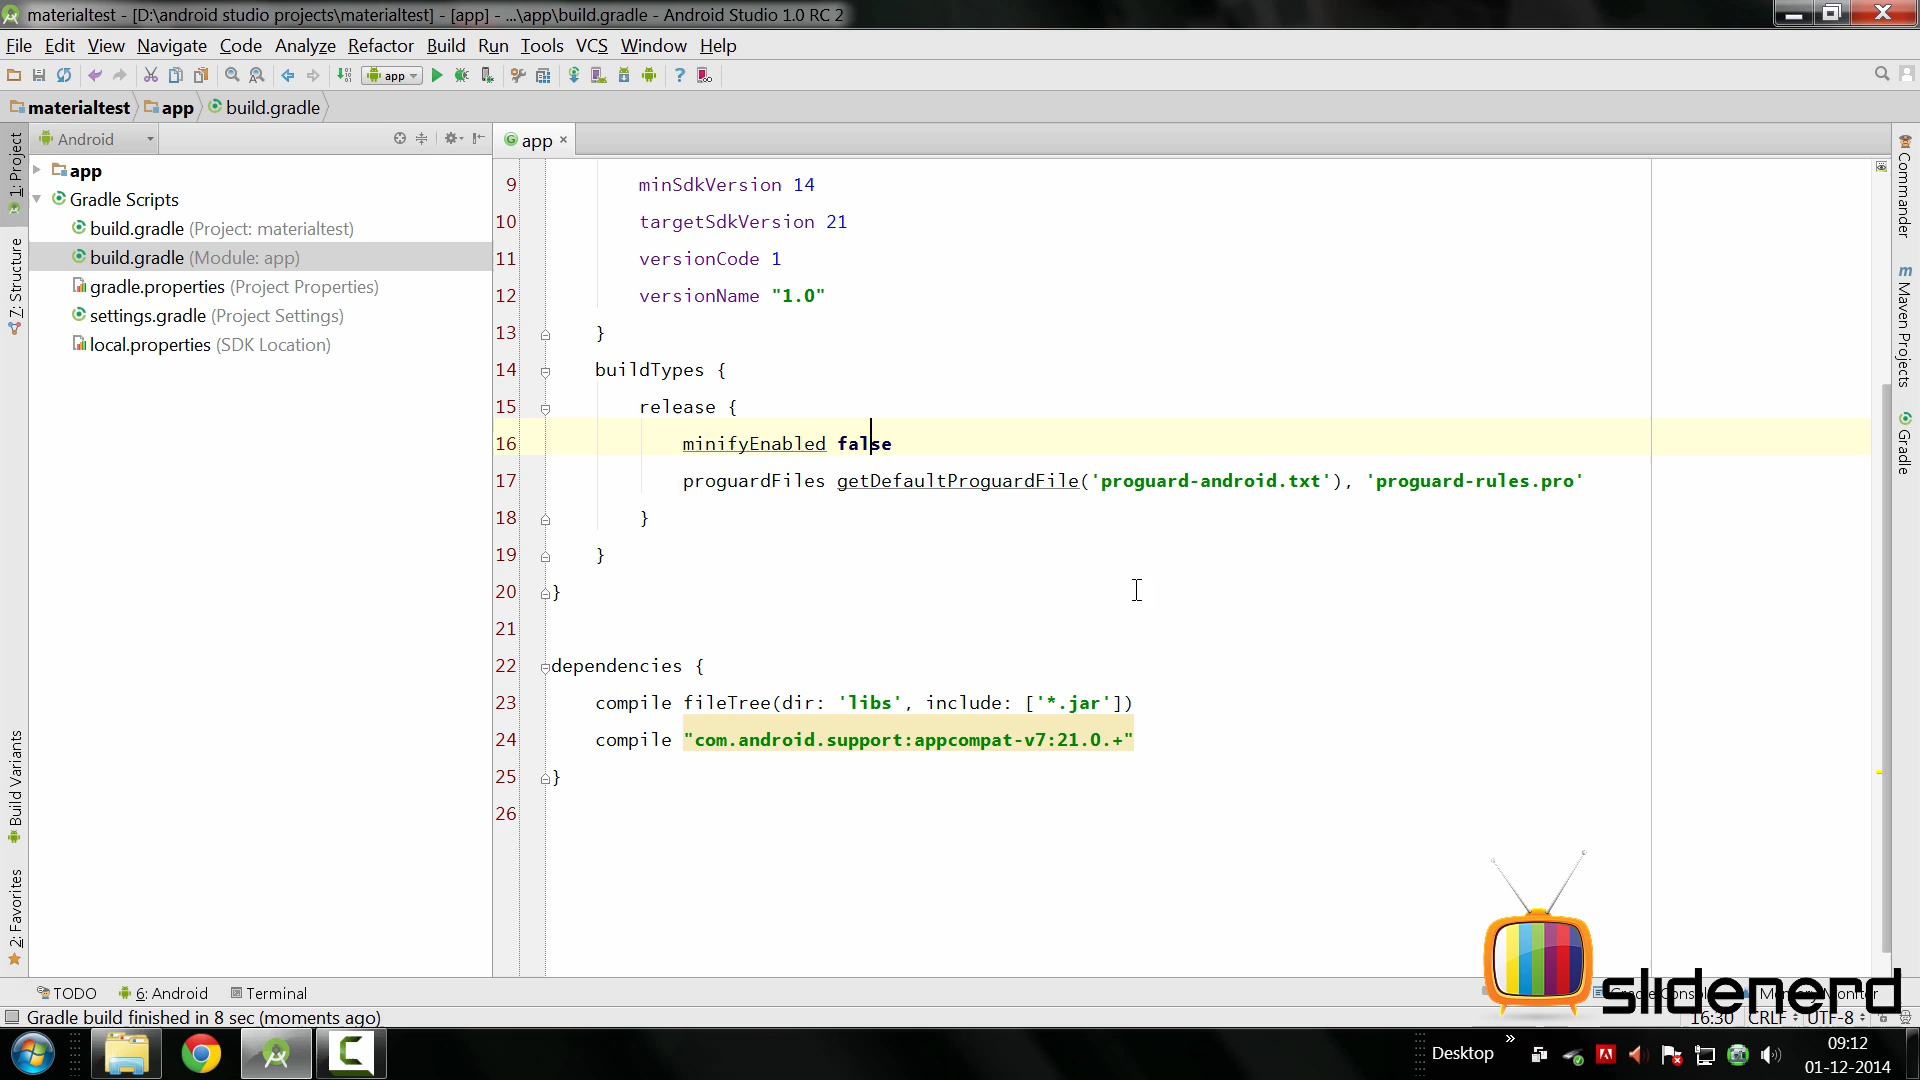 materialtest - [D:\android studio projects\materialtest] - [app] - ...\app\build.gradle - Android Studio 1.0 RC 2
File Edit View Navigate Code Analyze Refactor Build Run Tools VCS Window Help
app
materialtest app build.gradle
Android
app
Gradle Scripts
build.gradle (Project: materialtest)
build.gradle (Module: app)
gradle.properties (Project Properties)
settings.gradle (Project Settings)
local.properties (SDK Location)
1: Project
7: Structure
Build Variants
2: Favorites
app
9 minSdkVersion 14
10 targetSdkVersion 21
11 versionCode 1
12 versionName "1.0"
13 }
14 buildTypes {
15 release {
16 minifyEnabled false
17 proguardFiles getDefaultProguardFile('proguard-android.txt'), 'proguard-rules.pro'
18 }
19 }
20 }
21
22 dependencies {
23 compile fileTree(dir: 'libs', include: ['*.jar'])
24 compile "com.android.support:appcompat-v7:21.0.+"
25 }
26
Commander
Maven Projects
Gradle
TODO 6: Android Terminal
Gradle Console Memory Monitor
slidenerd
Gradle build finished in 8 sec (moments ago)
16:30 CRLF UTF-8
Desktop
09:12
01-12-2014